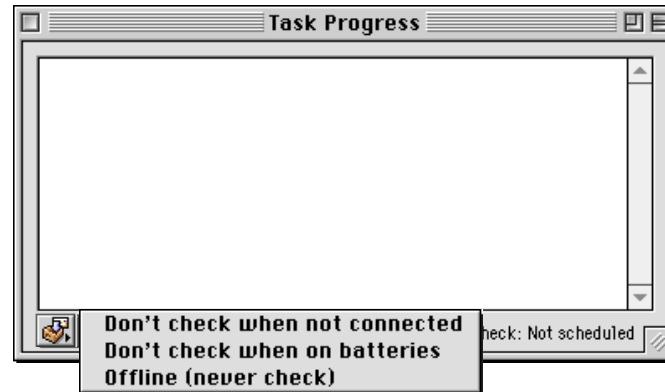 Task Progress
Don't check when not connected
heck: Not scheduled
Don't check when on batteries
Offline (never check)